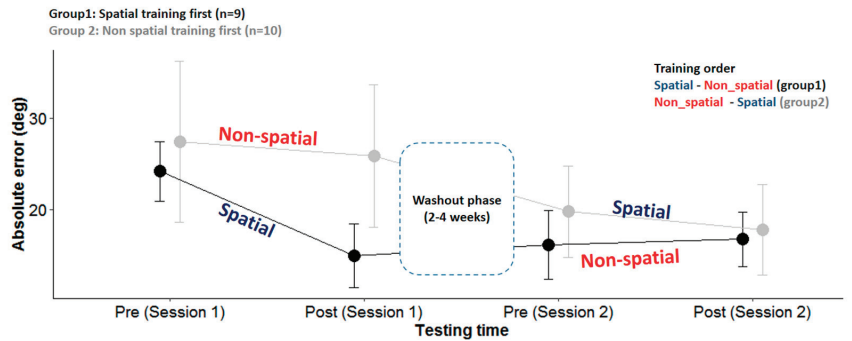 Group1: Spatial training first (n=9)
Group 2: Non spatial training first (n=10)
Training order
Spatial - Non_spatial (group1)
Non_spatial - Spatial (group2)
Absolute error (deg)
30
20
Non-spatial
Spatial
Washout phase
(2-4 weeks)
Spatial
Non-spatial
Pre (Session 1)
Post (Session 1)
Pre (Session 2)
Post (Session 2)
Testing time